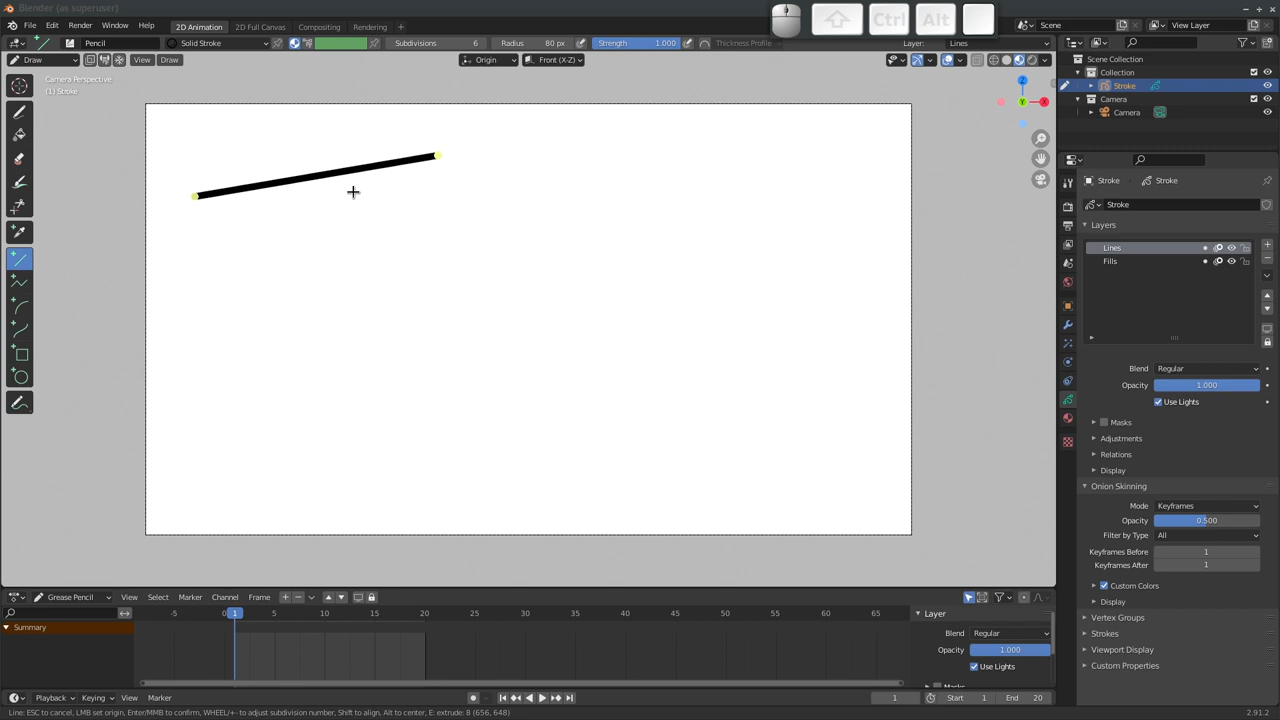 Blender (as superuser)
Ctrl Alt
File Edit Render Window Help 2D Animation 2D Full Canvas Compositing Rendering Scene View Layer
Pencil Solid Stroke Subdivisions 6 Radius 80 px Strength 1.000 Thickness Profile Layer: Lines
Draw View Draw Origin Front (X-Z)
Camera Perspective
(1) Stroke
Z
Y
X
Scene Collection
Collection
Stroke
Camera
Camera
Stroke Stroke
Stroke
Layers
Lines
Fills
Blend Regular
Opacity 1.000
Use Lights
Masks
Adjustments
Relations
Display
Onion Skinning
Mode Keyframes
Opacity 0.500
Filter by Type All
Keyframes Before 1
Keyframes After 1
Custom Colors
Display
Vertex Groups
Strokes
Viewport Display
Custom Properties
Grease Pencil View Select Marker Channel Frame
-5 0 1 5 10 15 20 25 30 35 40 45 50 55 60 65
Summary
Layer
Blend Regular
Opacity 1.000
Use Lights
Masks
Playback Keying View Marker 1 Start 1 End 20
Line: ESC to cancel, LMB set origin, Enter/MMB to confirm, WHEEL/+- to adjust subdivision number, Shift to align, Alt to center, E: extrude: 8 (656, 648) 2.91.2